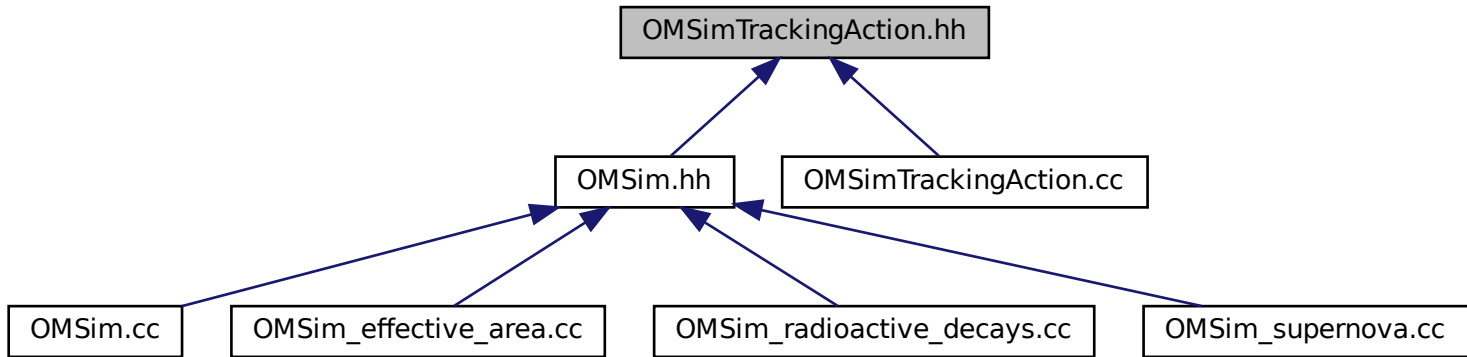 OMSimTrackingAction.hh
OMSim.hh
OMSimTrackingAction.cc
OMSim.cc
OMSim_effective_area.cc
OMSim_radioactive_decays.cc
OMSim_supernova.cc